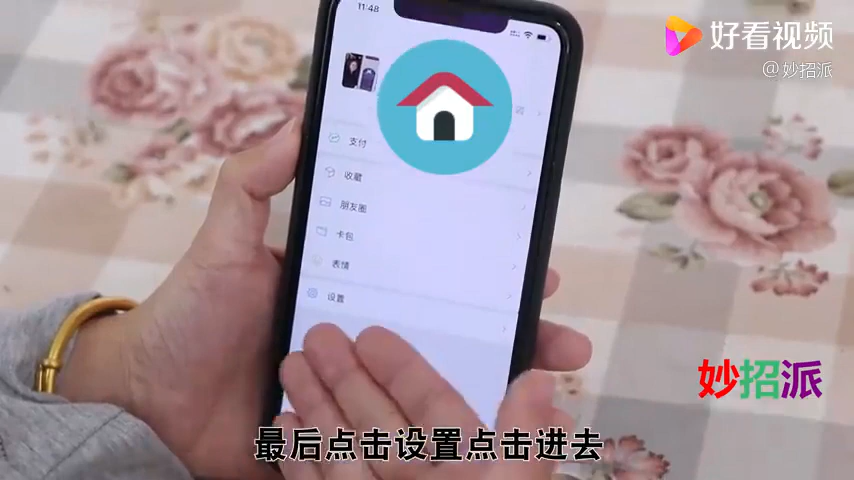 11:48
好看视频
@妙招派
支付
收藏
朋友圈
卡包
表情
设置
妙招派
最后点击设置点击进去